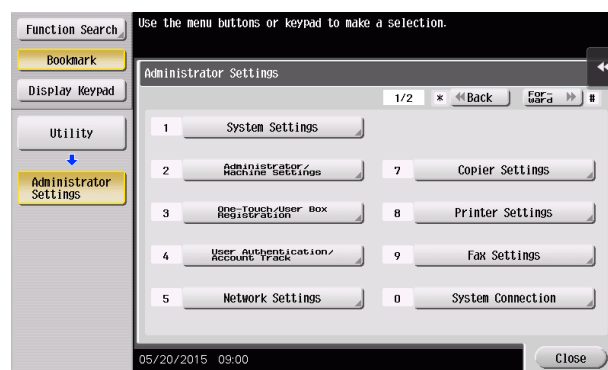 Use the menu buttons or keypad to make a selection.
Function Search
Bookmark
Display Keypad
Utility
Administrator
Settings
Administrator Settings
1/2 * Back For-
ward #
1 System Settings
2 Administrator/
Machine Settings
7 Copier Settings
3 One-Touch/User Box
Registration
8 Printer Settings
4 User Authentication/
Account Track
9 Fax Settings
5 Network Settings
0 System Connection
05/20/2015 09:00
Close